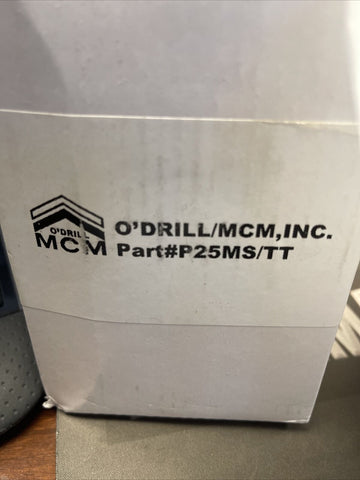 O'DRILL
MCM
O'DRILL/MCM,INC.
Part#P25MS/TT